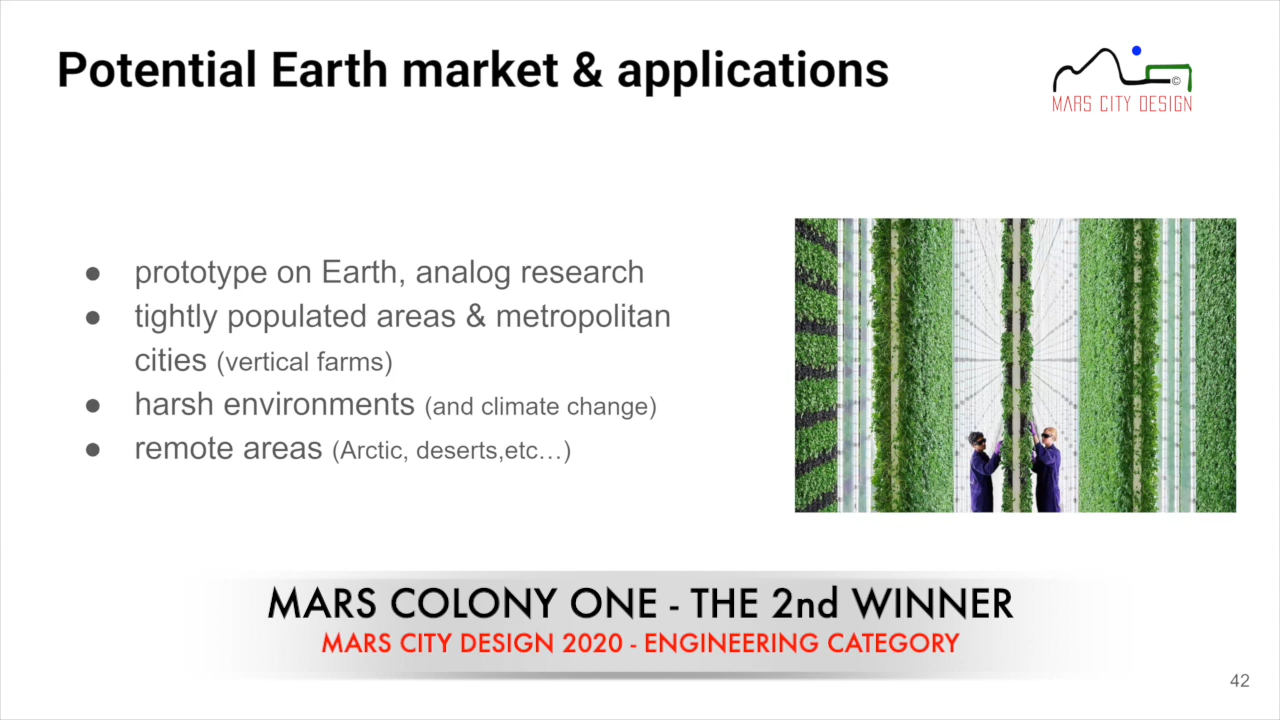 Potential Earth market & applications
©
MARS CITY DESIGN
● prototype on Earth, analog research
● tightly populated areas & metropolitan
cities (vertical farms)
● harsh environments (and climate change)
● remote areas (Arctic, deserts,etc…)
MARS COLONY ONE - THE 2nd WINNER
MARS CITY DESIGN 2020 - ENGINEERING CATEGORY
42